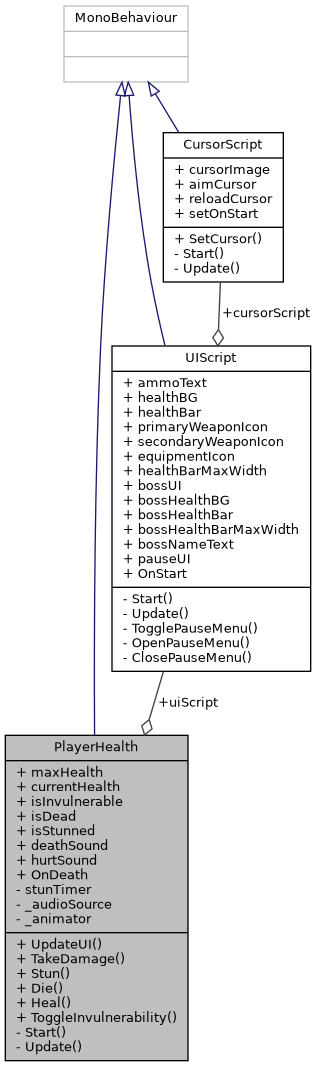 MonoBehaviour
CursorScript
+ cursorImage
+ aimCursor
+ reloadCursor
+ setOnStart
+ SetCursor()
- Start()
- Update()
+cursorScript
UIScript
+ ammoText
+ healthBG
+ healthBar
+ primaryWeaponIcon
+ secondaryWeaponIcon
+ equipmentIcon
+ healthBarMaxWidth
+ bossUI
+ bossHealthBG
+ bossHealthBar
+ bossHealthBarMaxWidth
+ bossNameText
+ pauseUI
+ OnStart
- Start()
- Update()
- TogglePauseMenu()
- OpenPauseMenu()
- ClosePauseMenu()
+uiScript
PlayerHealth
+ maxHealth
+ currentHealth
+ isInvulnerable
+ isDead
+ isStunned
+ deathSound
+ hurtSound
+ OnDeath
- stunTimer
- _audioSource
- _animator
+ UpdateUI()
+ TakeDamage()
+ Stun()
+ Die()
+ Heal()
+ ToggleInvulnerability()
- Start()
- Update()